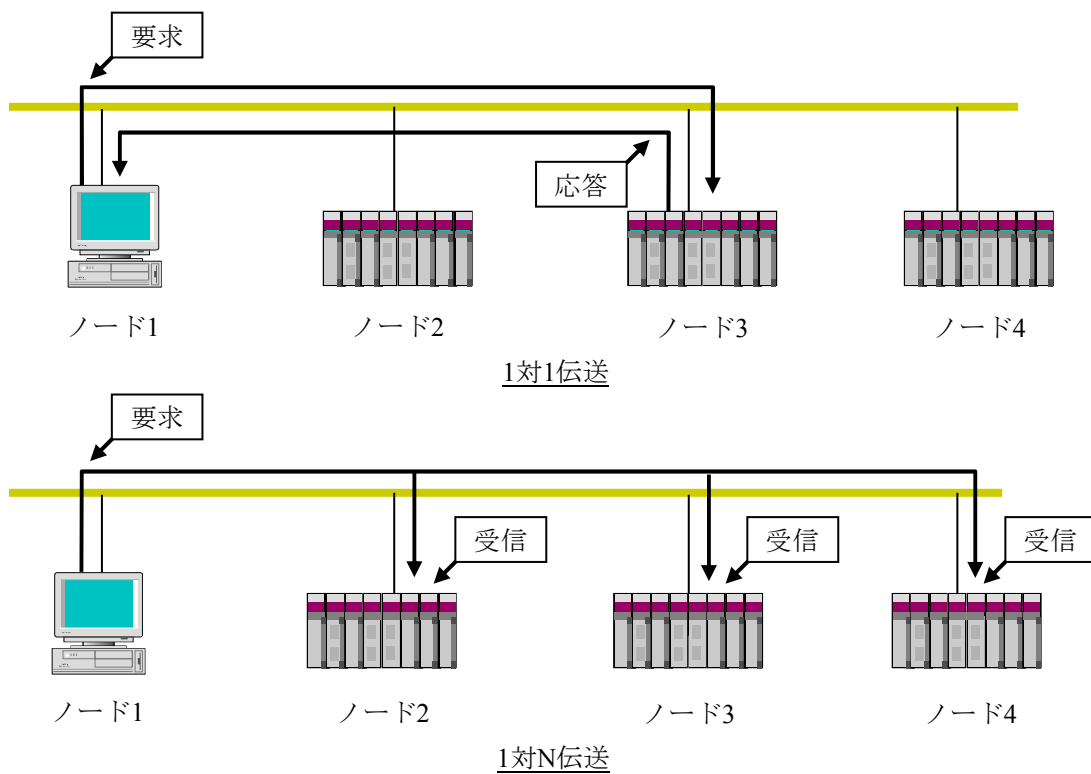 要求
応答
ノード1
ノード2
ノード3
ノード4
1対1伝送
要求
受信
受信
受信
ノード1
ノード2
ノード3
ノード4
1対N伝送